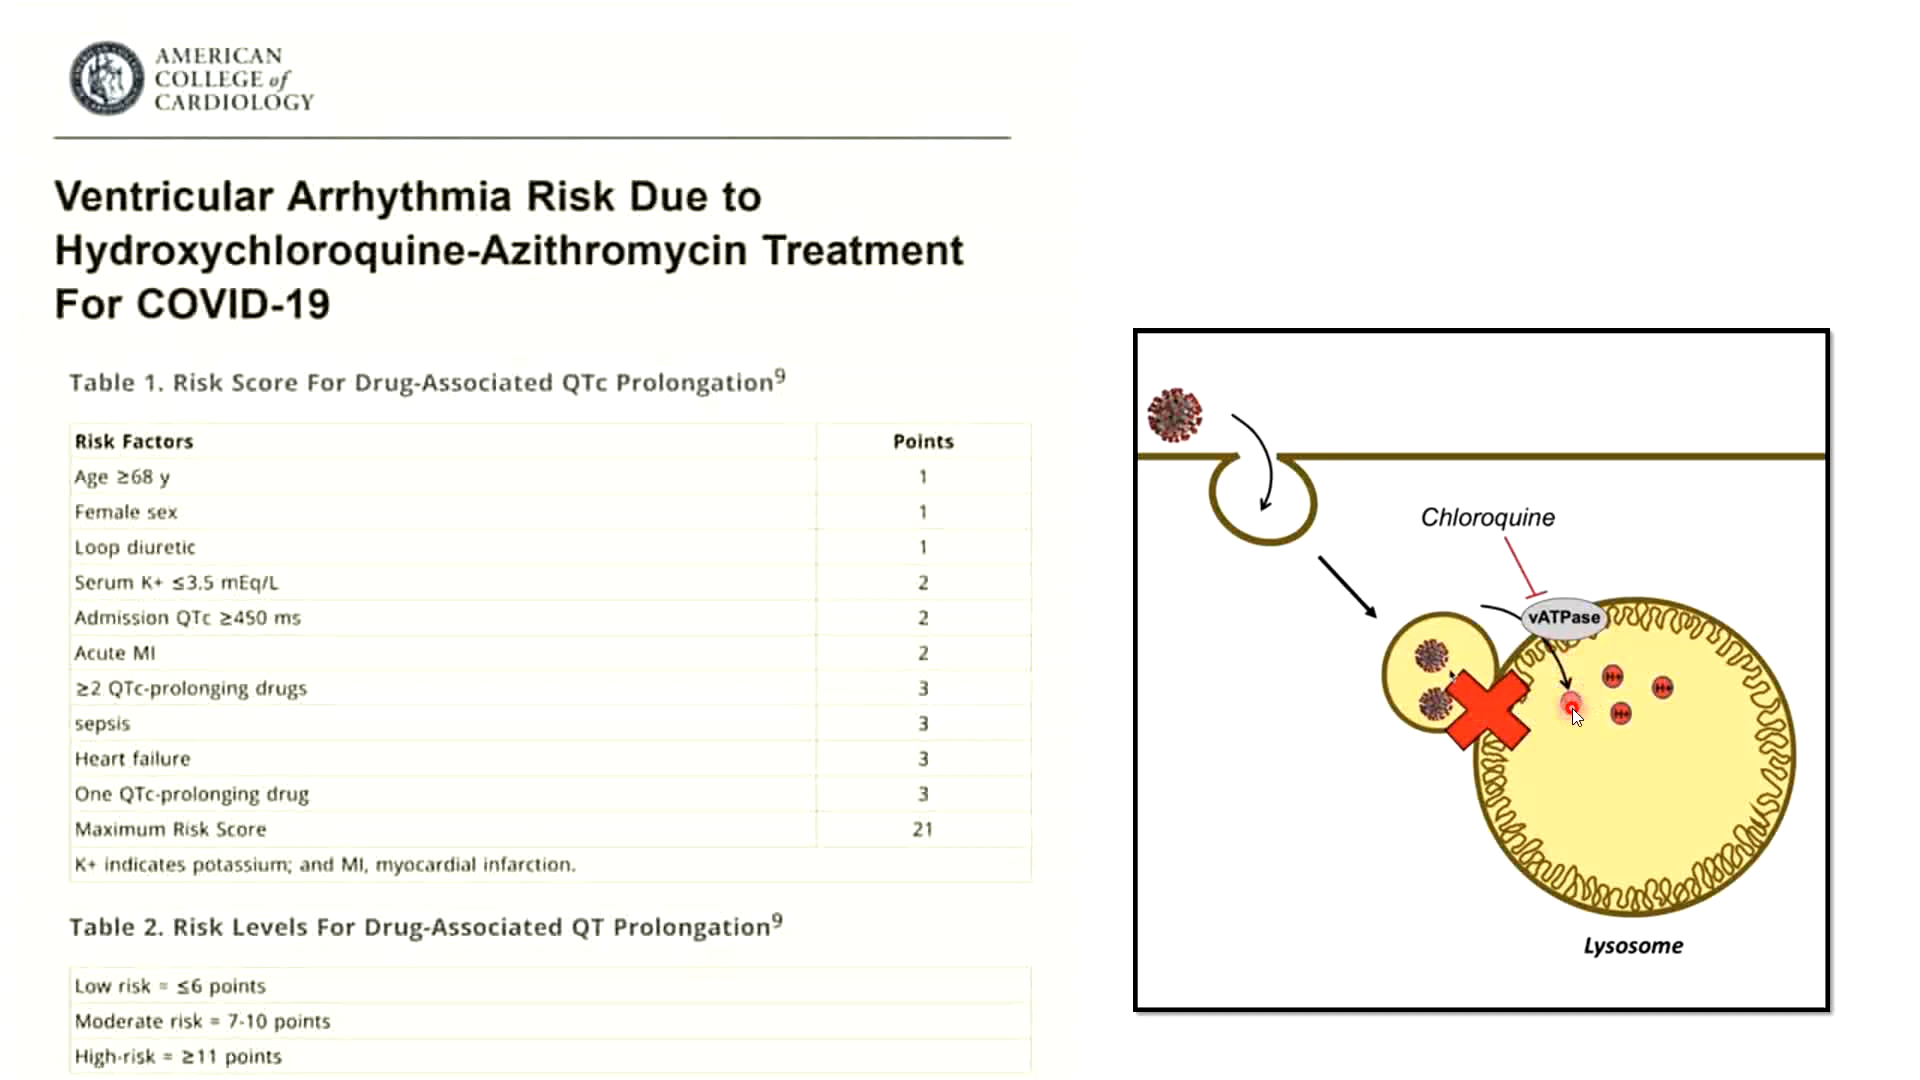 AMERICAN
COLLEGE of
CARDIOLOGY
Ventricular Arrhythmia Risk Due to
Hydroxychloroquine-Azithromycin Treatment
For COVID-19
Table 1. Risk Score For Drug-Associated QTc Prolongation9
Risk Factors Points
Age ≥68 y 1
Female sex 1
Loop diuretic 1
Serum K+ ≤3.5 mEq/L 2
Admission QTc ≥450 ms 2
Acute MI 2
≥2 QTc-prolonging drugs 3
sepsis 3
Heart failure 3
One QTc-prolonging drug 3
Maximum Risk Score 21
K+ indicates potassium; and MI, myocardial infarction.
Table 2. Risk Levels For Drug-Associated QT Prolongation9
Low risk = ≤6 points
Moderate risk = 7-10 points
High-risk = ≥11 points
Chloroquine
vATPase
H+
H+
H+
Lysosome